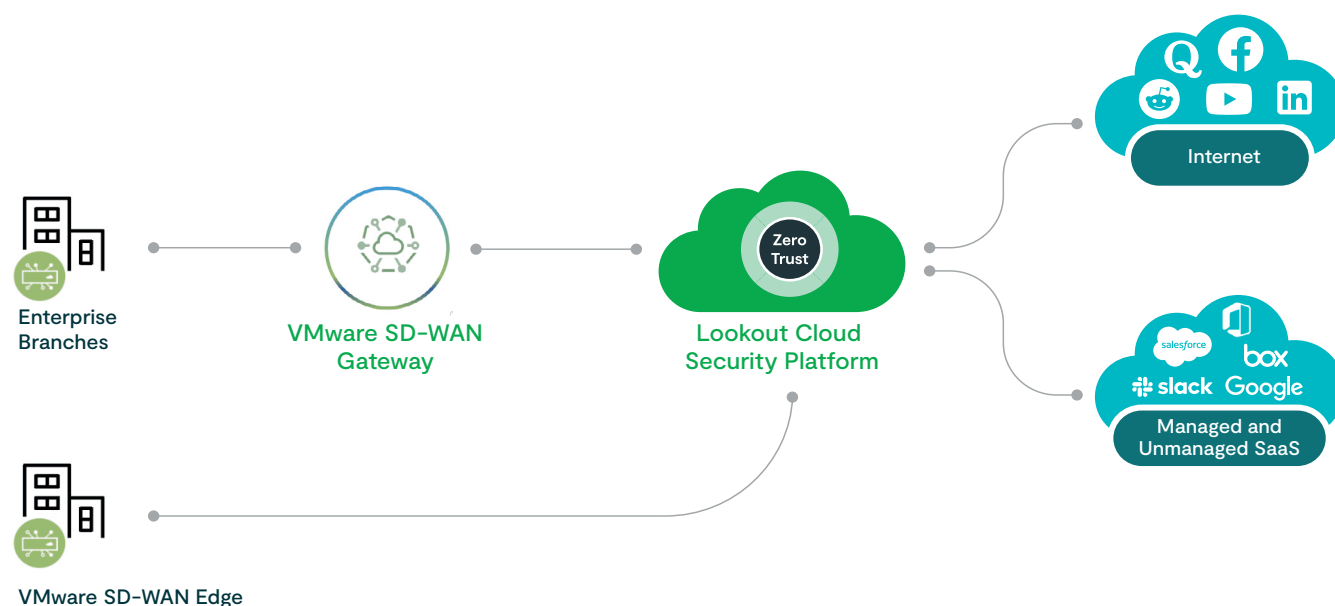 Internet
Zero
Trust
Enterprise
Branches
VMware SD-WAN
Gateway
Lookout Cloud
Security Platform
salesforce
box
slack
Google
Managed and
Unmanaged SaaS
VMware SD-WAN Edge
in